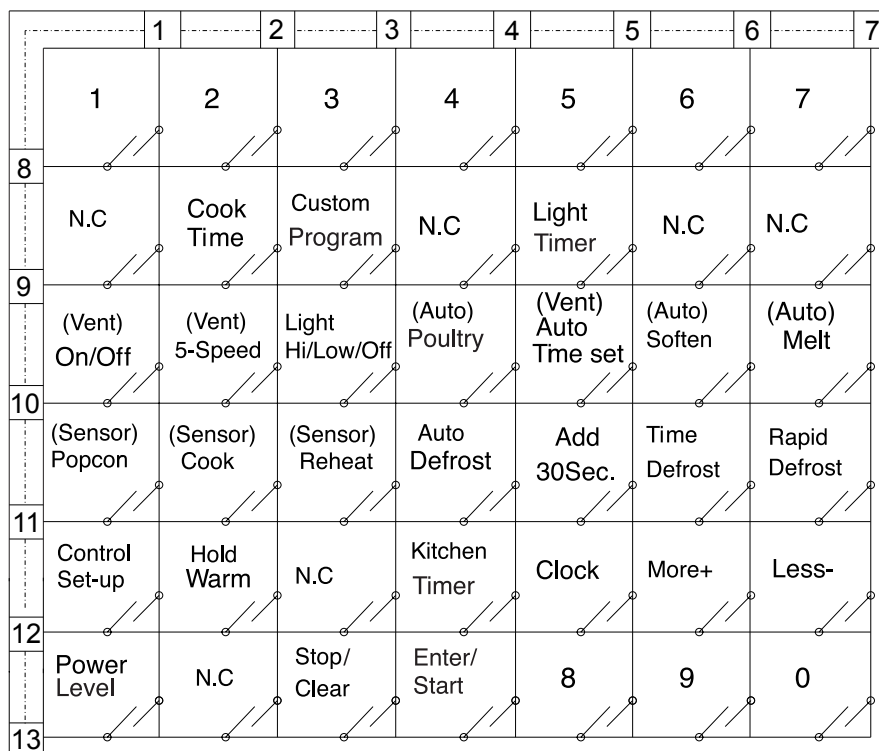 1 2 3 4 5 6 7
1 2 3 4 5 6 7
8
N.C Cook Time Custom Program N.C Light Timer N.C N.C
9
(Vent) On/Off (Vent) 5-Speed Light Hi/Low/Off (Auto) Poultry (Vent) Auto Time set (Auto) Soften (Auto) Melt
10
(Sensor) Popcon (Sensor) Cook (Sensor) Reheat Auto Defrost Add 30Sec. Time Defrost Rapid Defrost
11
Control Set-up Hold Warm N.C Kitchen Timer Clock More+ Less-
12
Power Level N.C Stop/ Clear Enter/ Start 8 9 0
13